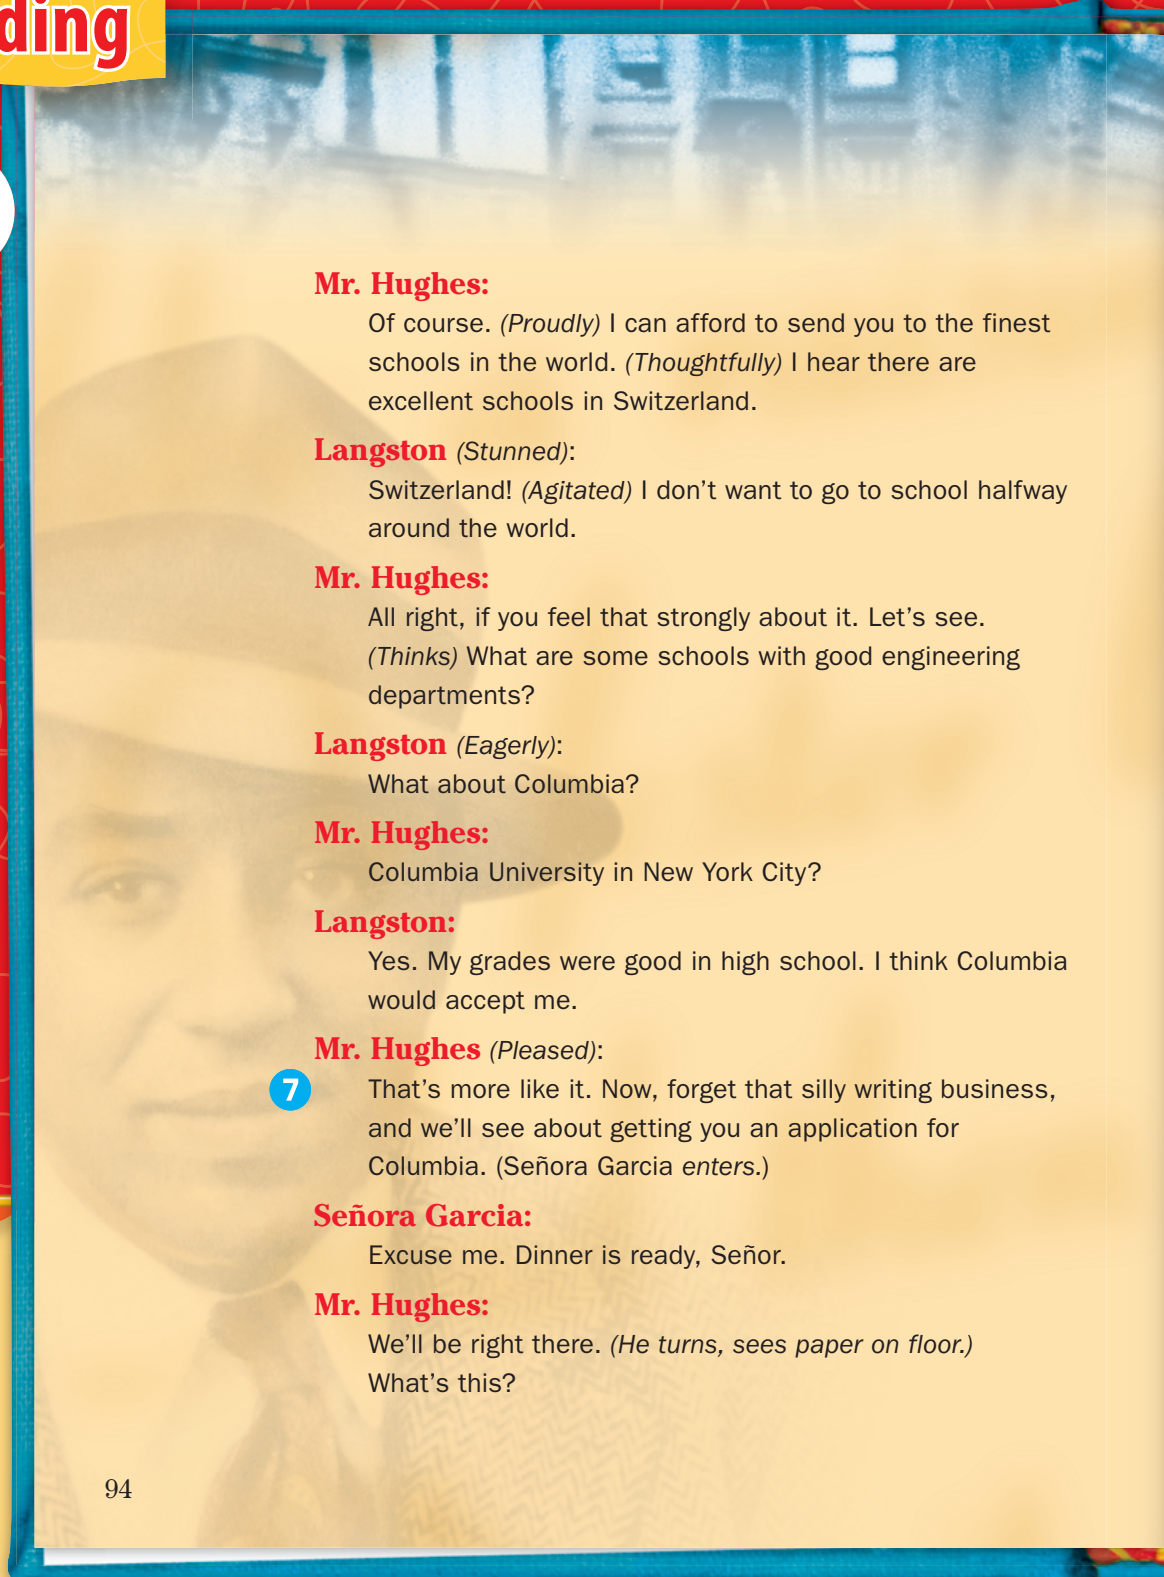 ding
Mr. Hughes:
Of course. (Proudly) I can afford to send you to the finest
schools in the world. (Thoughtfully) I hear there are
excellent schools in Switzerland.
Langston (Stunned):
Switzerland! (Agitated) I don’t want to go to school halfway
around the world.
Mr. Hughes:
All right, if you feel that strongly about it. Let’s see.
(Thinks) What are some schools with good engineering
departments?
Langston (Eagerly):
What about Columbia?
Mr. Hughes:
Columbia University in New York City?
Langston:
Yes. My grades were good in high school. I think Columbia
would accept me.
Mr. Hughes (Pleased):
7 That’s more like it. Now, forget that silly writing business,
and we’ll see about getting you an application for
Columbia. (Señora Garcia enters.)
Señora Garcia:
Excuse me. Dinner is ready, Señor.
Mr. Hughes:
We’ll be right there. (He turns, sees paper on floor.)
What’s this?
94